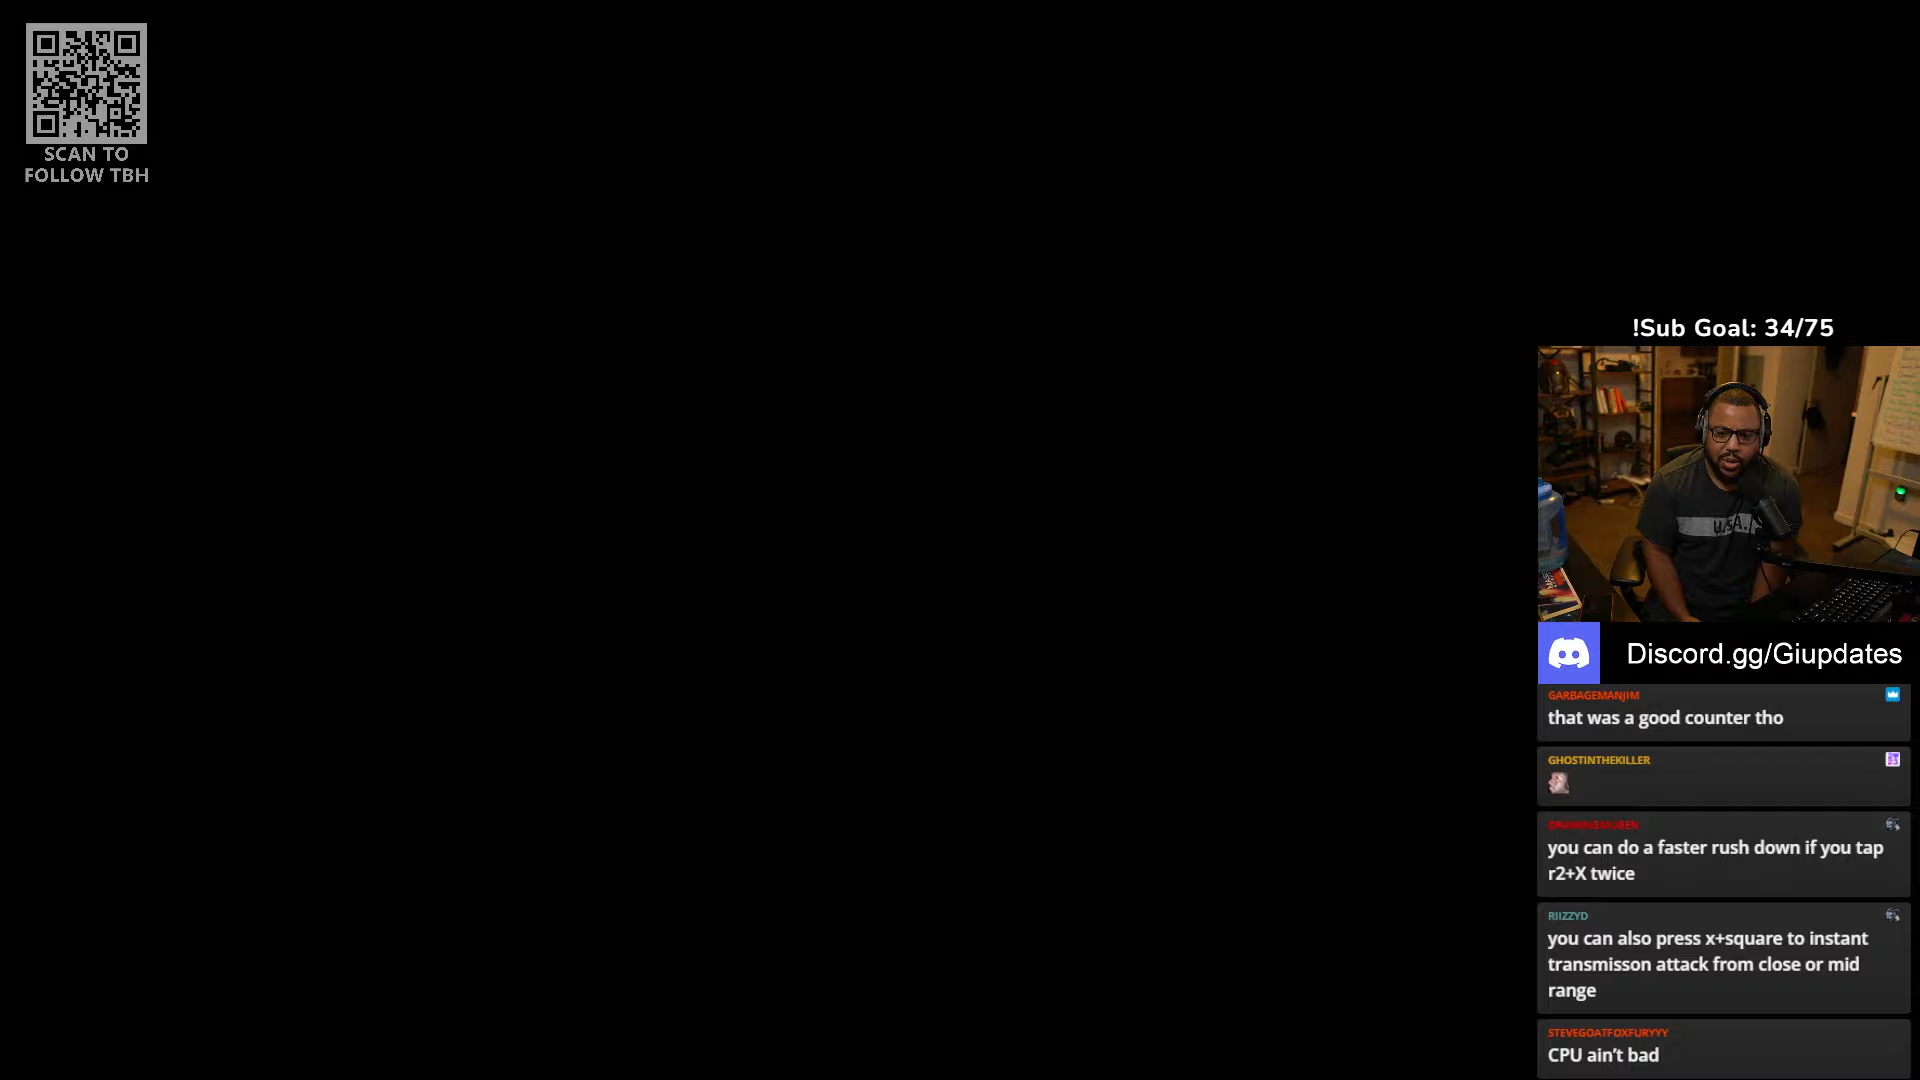 SCAN TO
FOLLOW TBH
!Sub Goal: 34/75
U.S.A.
Discord.gg/Giupdates
GARBAGEMANJIM
that was a good counter tho
GHOSTINTHEKILLER
DRAWINGMUGEN
you can do a faster rush down if you tap
r2+X twice
RIIZZYD
you can also press x+square to instant
transmisson attack from close or mid
range
STEVEGOATFOXFURYYY
CPU ain't bad